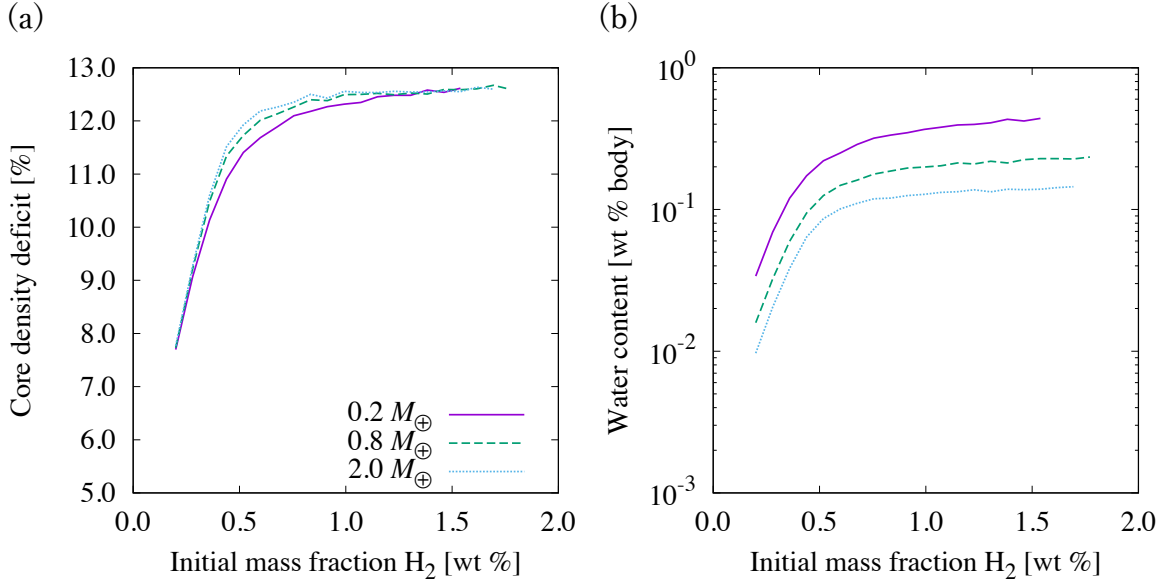 (a)
Core density deficit [%]
13.0
12.0
11.0
10.0
9.0
8.0
7.0
6.0
5.0
0.2 M⊕
0.8 M⊕
2.0 M⊕
0.0 0.5 1.0 1.5 2.0
Initial mass fraction H₂ [wt %]
(b)
Water content [wt % body]
10⁰
10⁻¹
10⁻²
10⁻³
0.0 0.5 1.0 1.5 2.0
Initial mass fraction H₂ [wt %]